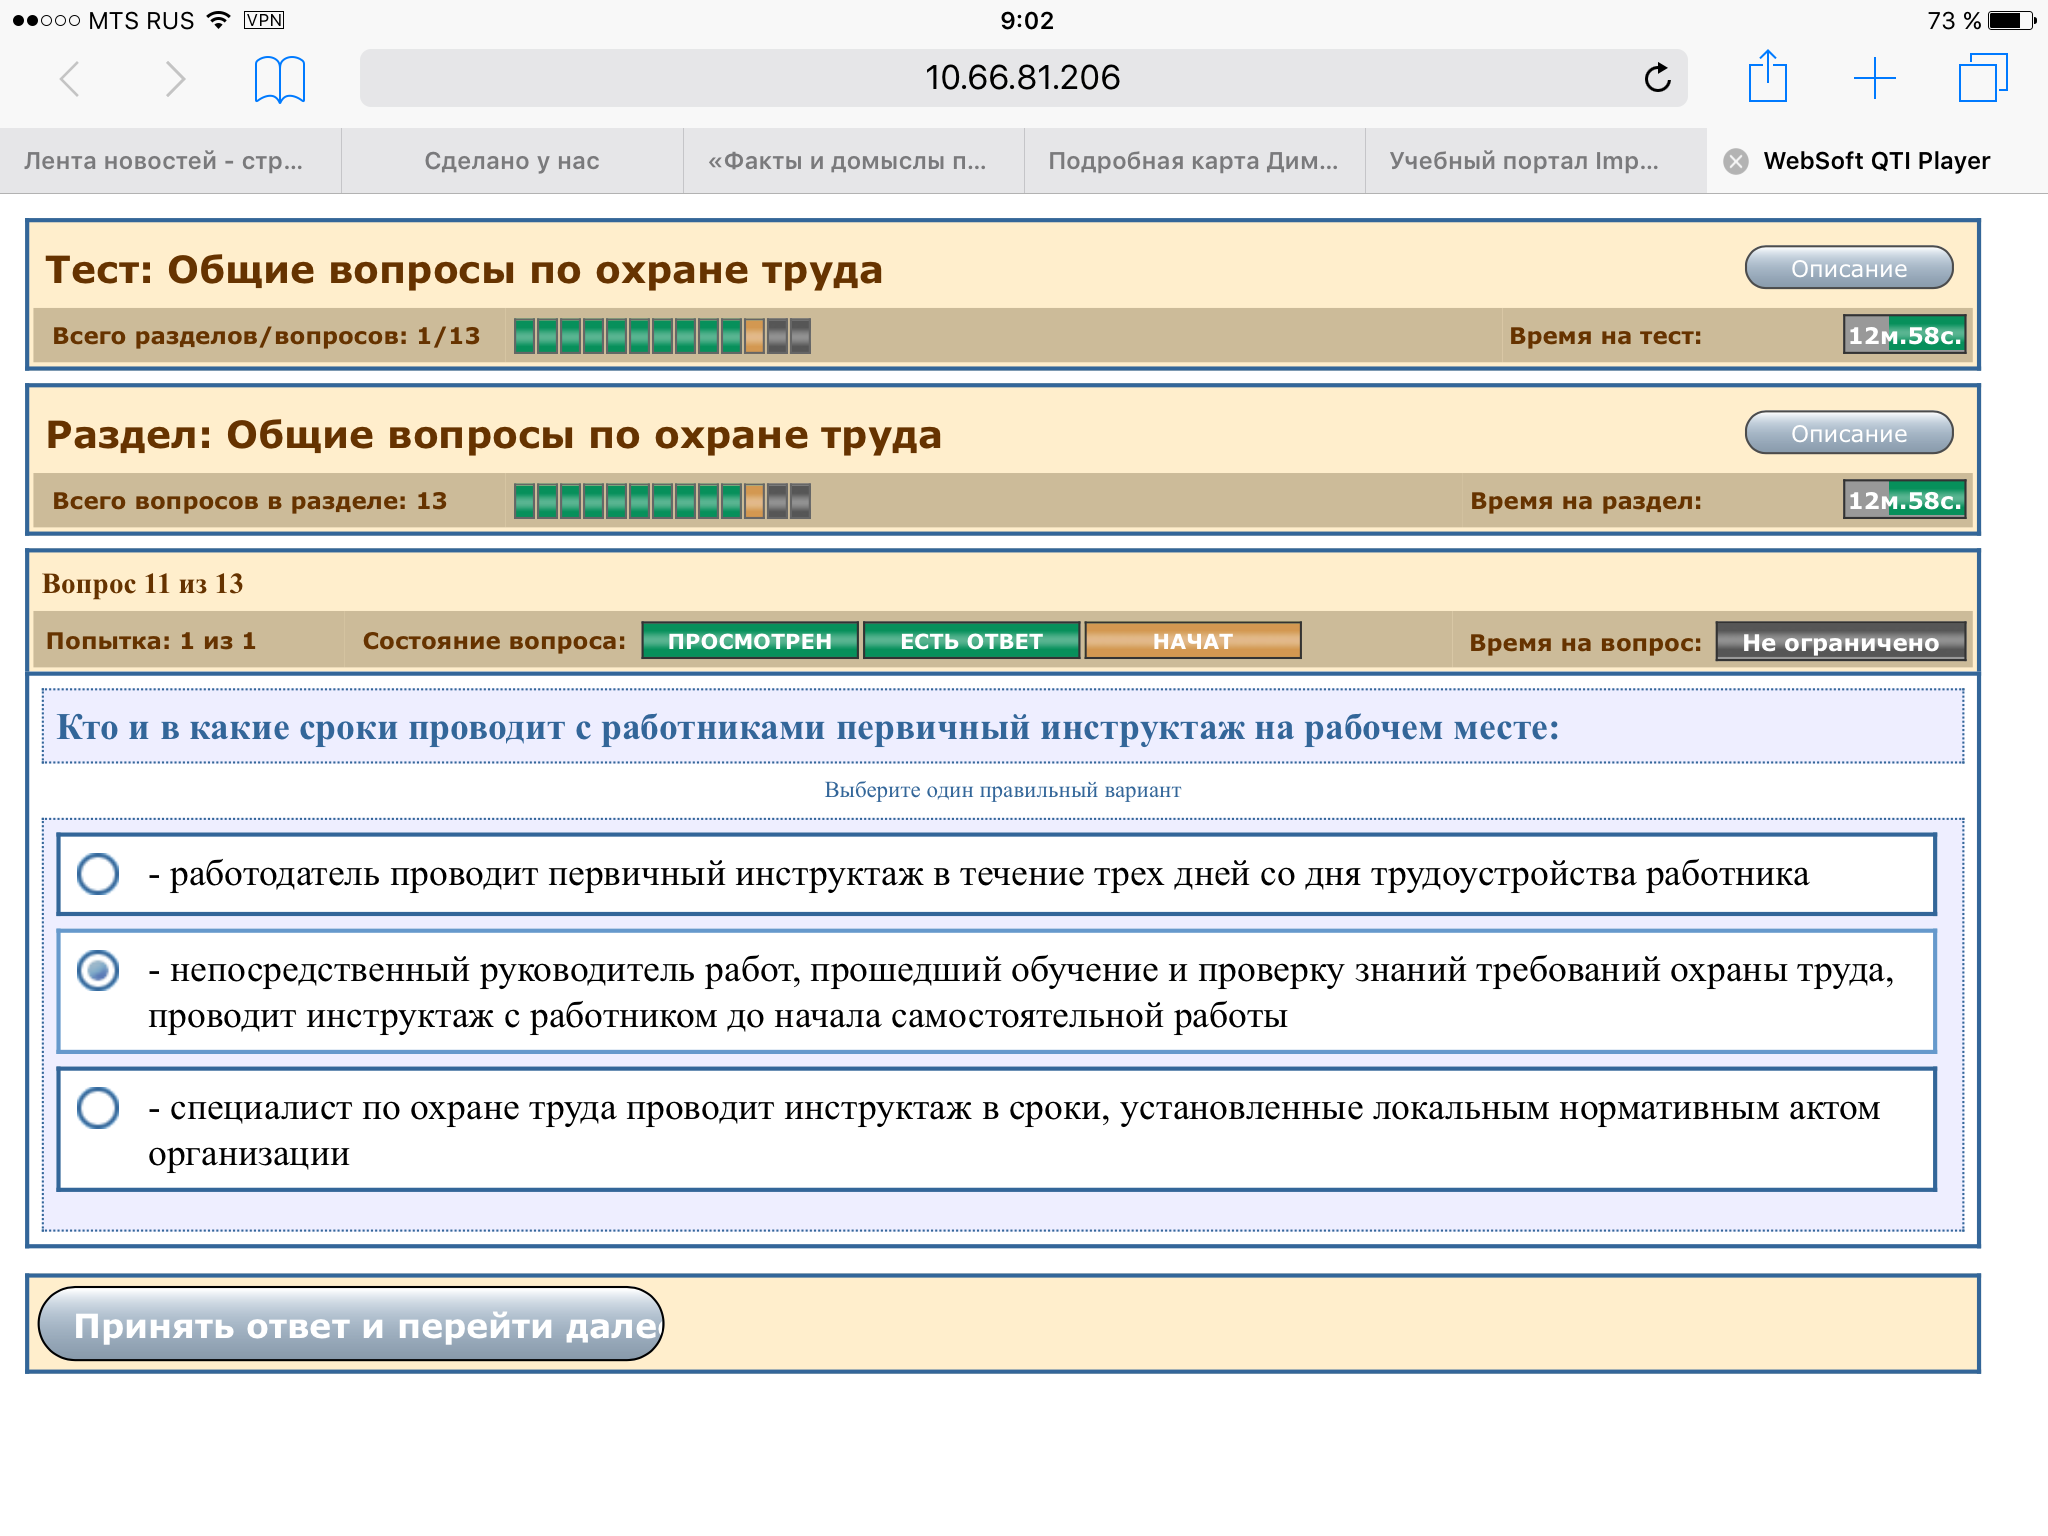 MTS RUS VPN 9:02 73 %
10.66.81.206
Лента новостей - стр... Сделано у нас «Факты и домыслы п... Подробная карта Дим... Учебный портал Imp... WebSoft QTI Player
Тест: Общие вопросы по охране труда Описание
Всего разделов/вопросов: 1/13 Время на тест: 12м.58с.
Раздел: Общие вопросы по охране труда Описание
Всего вопросов в разделе: 13 Время на раздел: 12м.58с.
Вопрос 11 из 13
Попытка: 1 из 1 Состояние вопроса: ПРОСМОТРЕН ЕСТЬ ОТВЕТ НАЧАТ Время на вопрос: Не ограничено
Кто и в какие сроки проводит с работниками первичный инструктаж на рабочем месте:
Выберите один правильный вариант
- работодатель проводит первичный инструктаж в течение трех дней со дня трудоустройства работника
- непосредственный руководитель работ, прошедший обучение и проверку знаний требований охраны труда,
проводит инструктаж с работником до начала самостоятельной работы
- специалист по охране труда проводит инструктаж в сроки, установленные локальным нормативным актом
организации
Принять ответ и перейти далее